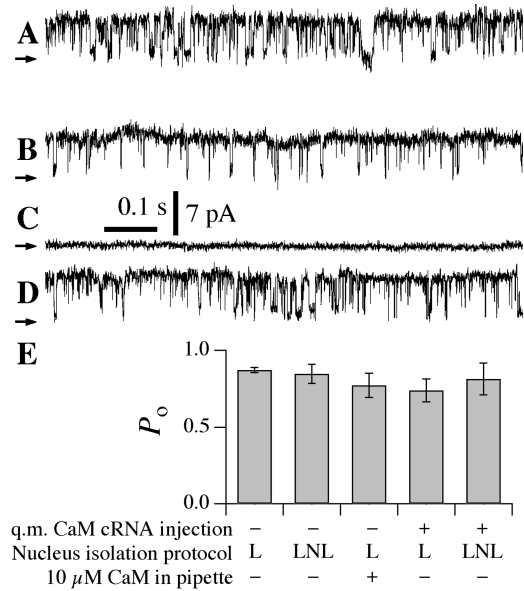 A
B
C 0.1 s 7 pA
D
E
1.0
0.5
0.0
Po
q.m. CaM cRNA injection – – – + +
Nucleus isolation protocol L LNL L L LNL
10 µM CaM in pipette – – + – –